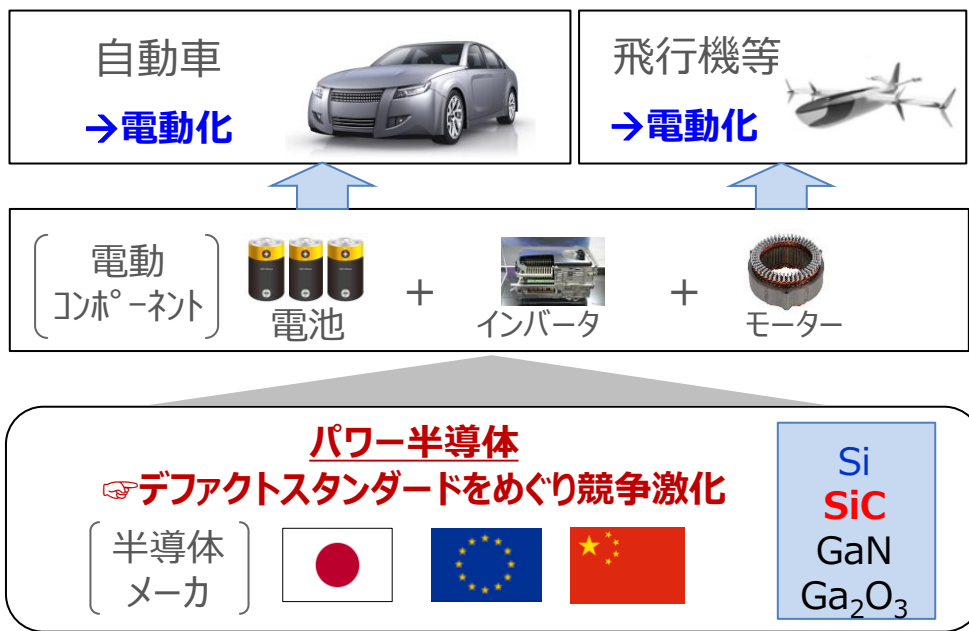 自動車
→電動化
飛行機等
→電動化
電動
コンポーネント
電池
+
インバータ
+
モーター
パワー半導体
☞デファクトスタンダードをめぐり競争激化
半導体
メーカ
Si
SiC
GaN
Ga₂O₃